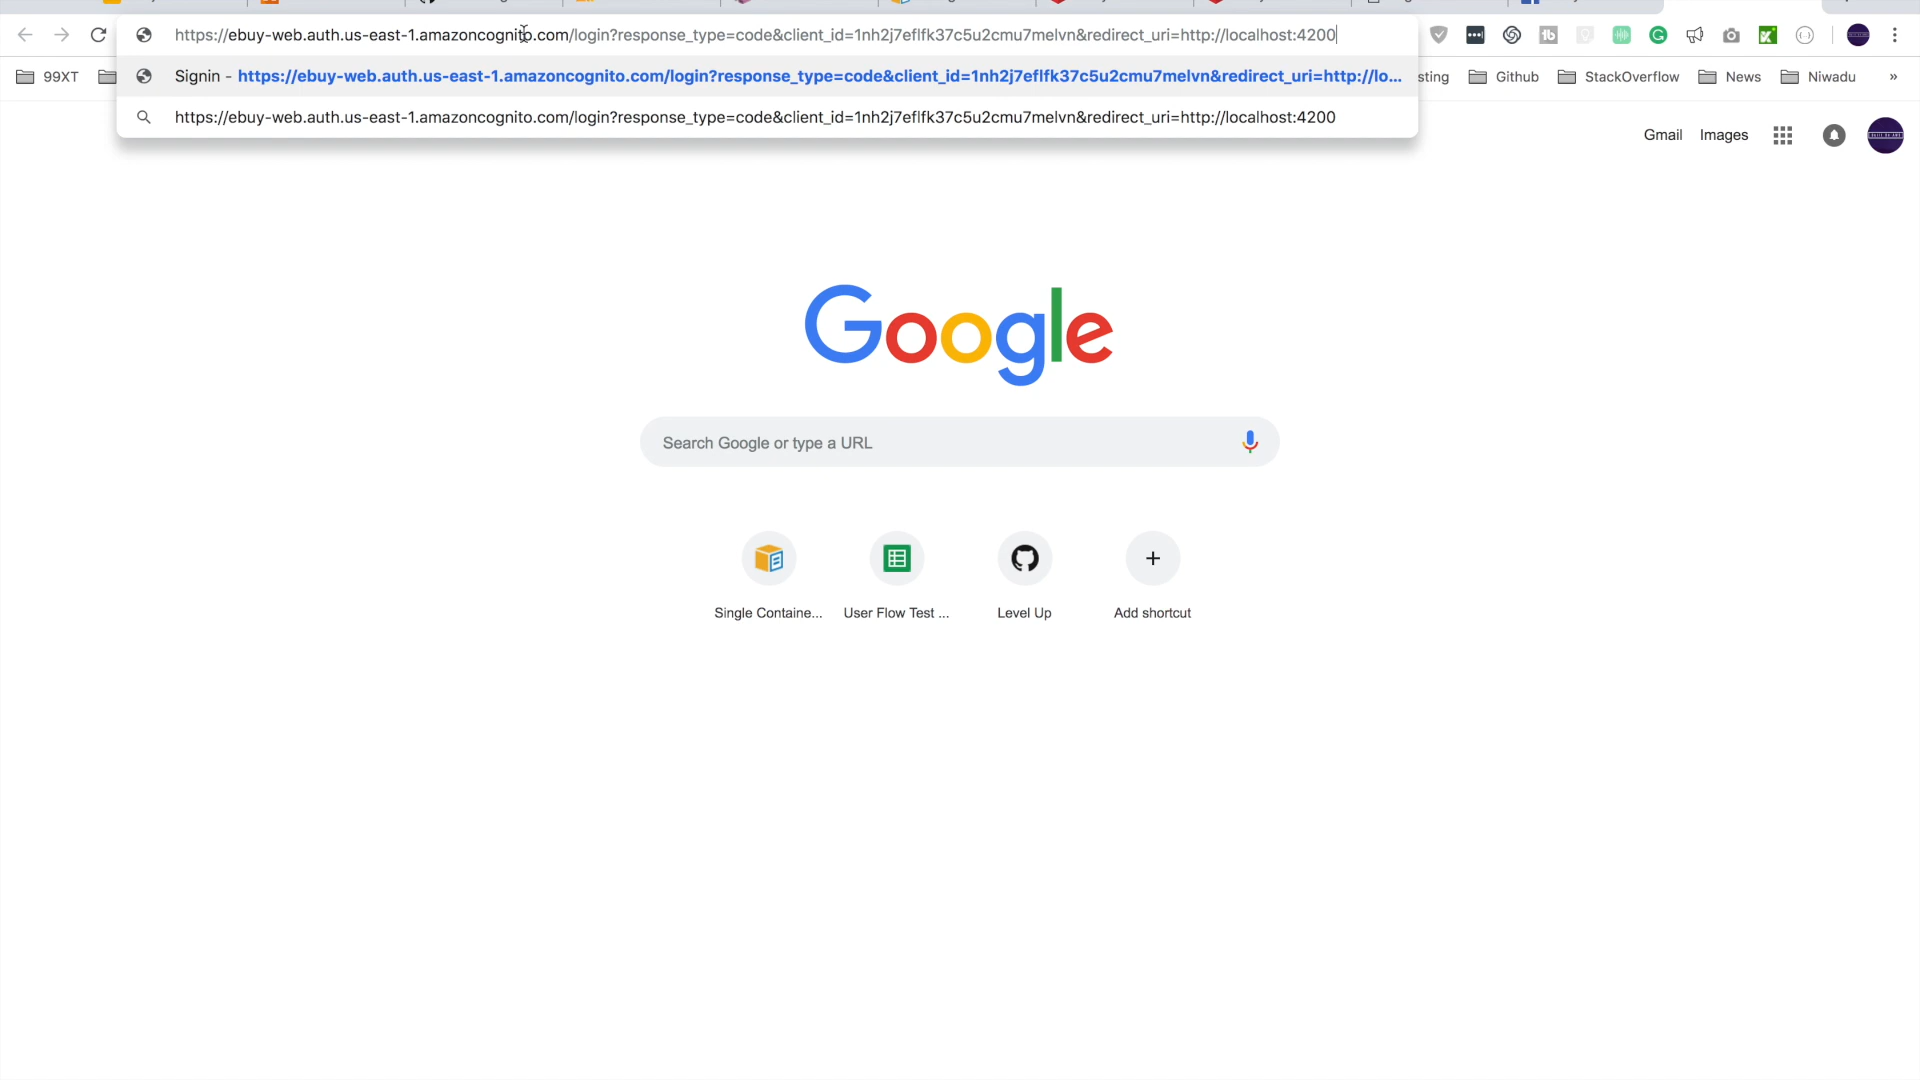 https://ebuy-web.auth.us-east-1.amazoncognito.com/login?response_type=code&client_id=1nh2j7eflfk37c5u2cmu7melvn&redirect_uri=http://localhost:4200
99XT
Signin - https://ebuy-web.auth.us-east-1.amazoncognito.com/login?response_type=code&client_id=1nh2j7eflfk37c5u2cmu7melvn&redirect_uri=http://lo...
sting
Github
StackOverflow
News
Niwadu
»
https://ebuy-web.auth.us-east-1.amazoncognito.com/login?response_type=code&client_id=1nh2j7eflfk37c5u2cmu7melvn&redirect_uri=http://localhost:4200
Gmail
Images
Google
Search Google or type a URL
Single Containe...
User Flow Test ...
Level Up
Add shortcut